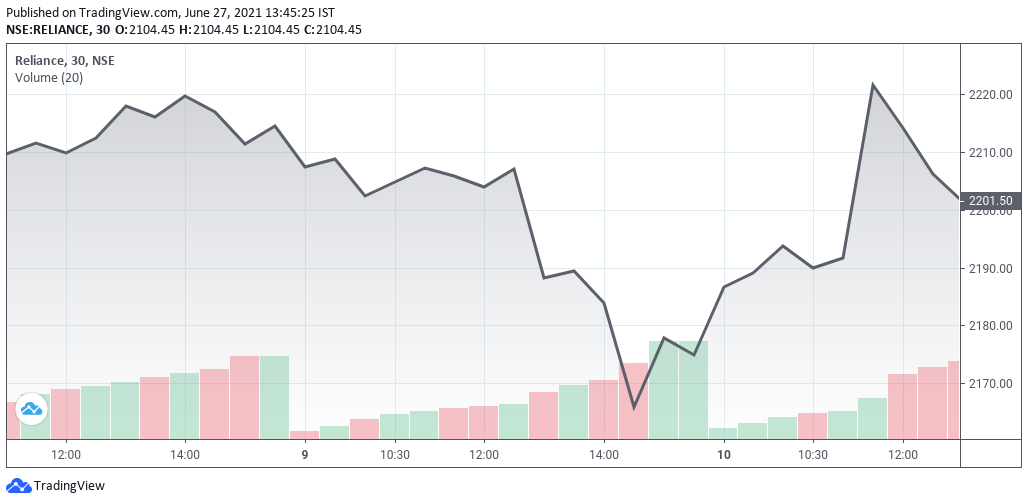 Published on TradingView.com, June 27, 2021 13:45:25 IST
NSE:RELIANCE, 30 O:2104.45 H:2104.45 L:2104.45 C:2104.45
Reliance, 30, NSE
Volume (20)
2220.00
2210.00
2201.50
2200.00
2190.00
2180.00
2170.00
12:00 14:00 9 10:30 12:00 14:00 10 10:30 12:00
TradingView